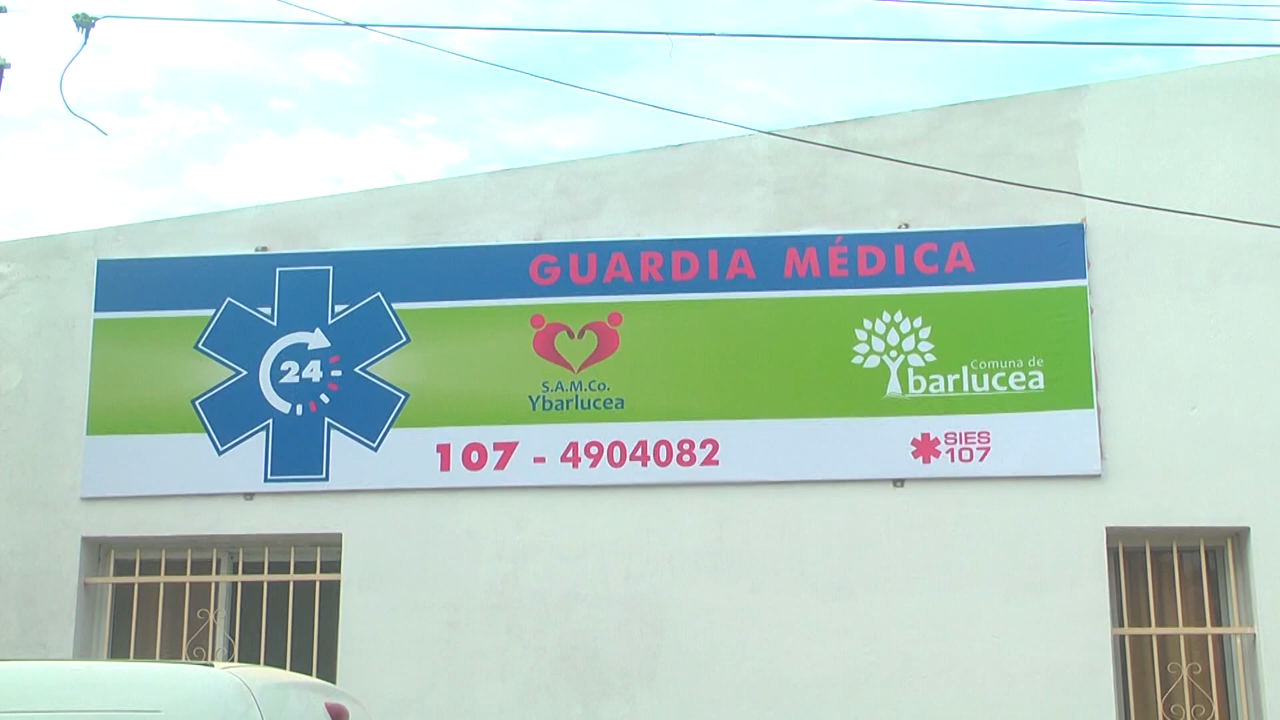 GUARDIA MÉDICA
24
S.A.M.Co.
Ybarlucea
Comuna de
Ybarlucea
107 - 4904082
SIES
107